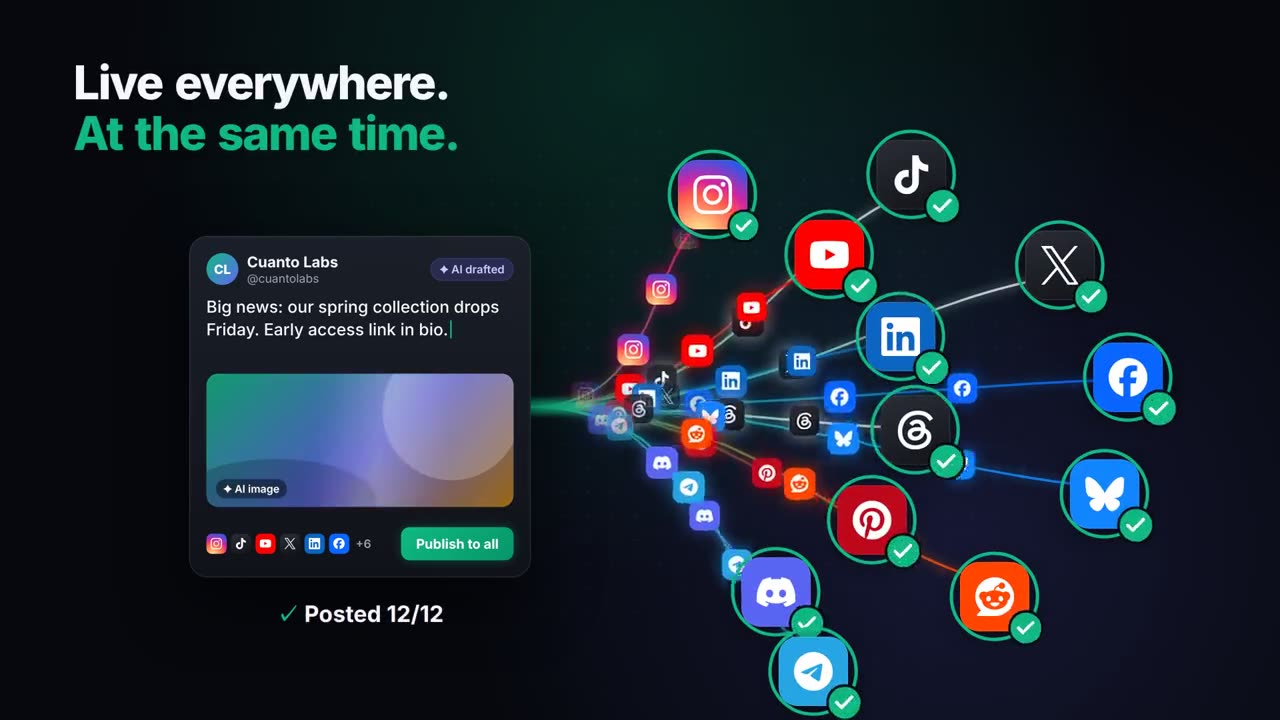 Live everywhere.
At the same time.
CL
Cuanto Labs
@cuantolabs
AI drafted
Big news: our spring collection drops
Friday. Early access link in bio.
AI image
+6
Publish to all
✓ Posted 12/12